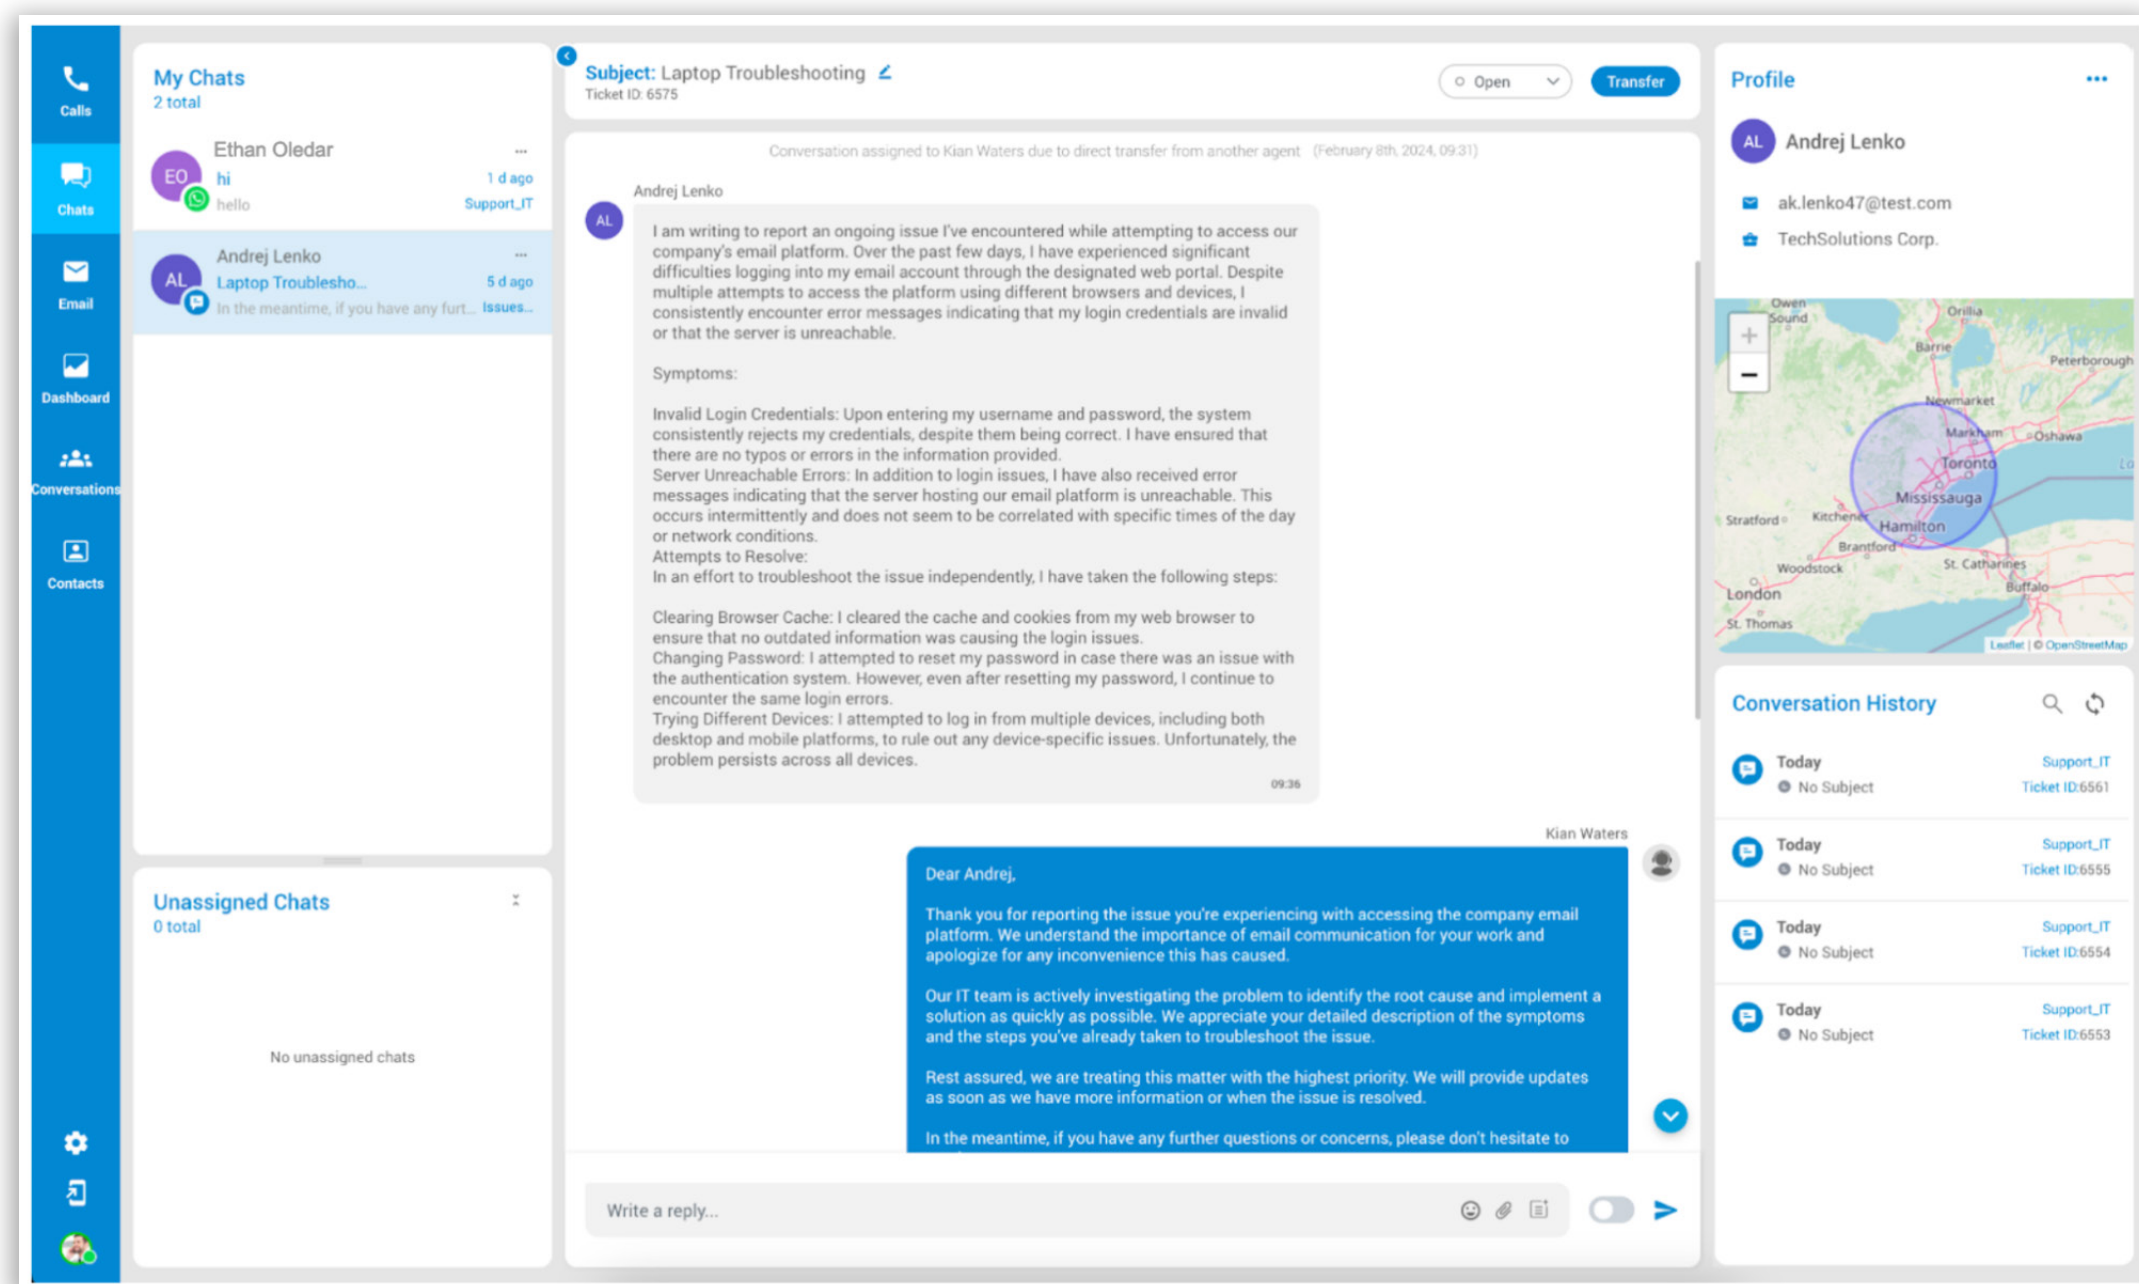 Calls
Chats
Email
Dashboard
Conversations
Contacts
My Chats
2 total
EO
Ethan Oledar
...
hi
1 d ago
hello
Support_IT
AL
Andrej Lenko
...
Laptop Troublesho...
5 d ago
In the meantime, if you have any furt...
Issues...
Unassigned Chats
0 total
No unassigned chats
Subject: Laptop Troubleshooting
Ticket ID: 6575
Open
Transfer
Conversation assigned to Kian Waters due to direct transfer from another agent (February 8th, 2024, 09:31)
Andrej Lenko
AL
I am writing to report an ongoing issue I've encountered while attempting to access our
company's email platform. Over the past few days, I have experienced significant
difficulties logging into my email account through the designated web portal. Despite
multiple attempts to access the platform using different browsers and devices, I
consistently encounter error messages indicating that my login credentials are invalid
or that the server is unreachable.
Symptoms:
Invalid Login Credentials: Upon entering my username and password, the system
consistently rejects my credentials, despite them being correct. I have ensured that
there are no typos or errors in the information provided.
Server Unreachable Errors: In addition to login issues, I have also received error
messages indicating that the server hosting our email platform is unreachable. This
occurs intermittently and does not seem to be correlated with specific times of the day
or network conditions.
Attempts to Resolve:
In an effort to troubleshoot the issue independently, I have taken the following steps:
Clearing Browser Cache: I cleared the cache and cookies from my web browser to
ensure that no outdated information was causing the login issues.
Changing Password: I attempted to reset my password in case there was an issue with
the authentication system. However, even after resetting my password, I continue to
encounter the same login errors.
Trying Different Devices: I attempted to log in from multiple devices, including both
desktop and mobile platforms, to rule out any device-specific issues. Unfortunately, the
problem persists across all devices.
09:36
Kian Waters
Dear Andrej,
Thank you for reporting the issue you're experiencing with accessing the company email
platform. We understand the importance of email communication for your work and
apologize for any inconvenience this has caused.
Our IT team is actively investigating the problem to identify the root cause and implement a
solution as quickly as possible. We appreciate your detailed description of the symptoms
and the steps you've already taken to troubleshoot the issue.
Rest assured, we are treating this matter with the highest priority. We will provide updates
as soon as we have more information or when the issue is resolved.
In the meantime, if you have any further questions or concerns, please don't hesitate to
Write a reply...
Profile
AL
Andrej Lenko
ak.lenko47@test.com
TechSolutions Corp.
+
−
Owen
Sound
Orillia
Barrie
Peterborough
Newmarket
Markham
Oshawa
Toronto
Mississauga
Stratford
Kitchener
Hamilton
Brantford
Woodstock
St. Catharines
Buffalo
London
St. Thomas
Leaflet | © OpenStreetMap
Conversation History
Today
Support_IT
No Subject
Ticket ID:6561
Today
Support_IT
No Subject
Ticket ID:6555
Today
Support_IT
No Subject
Ticket ID:6554
Today
Support_IT
No Subject
Ticket ID:6553